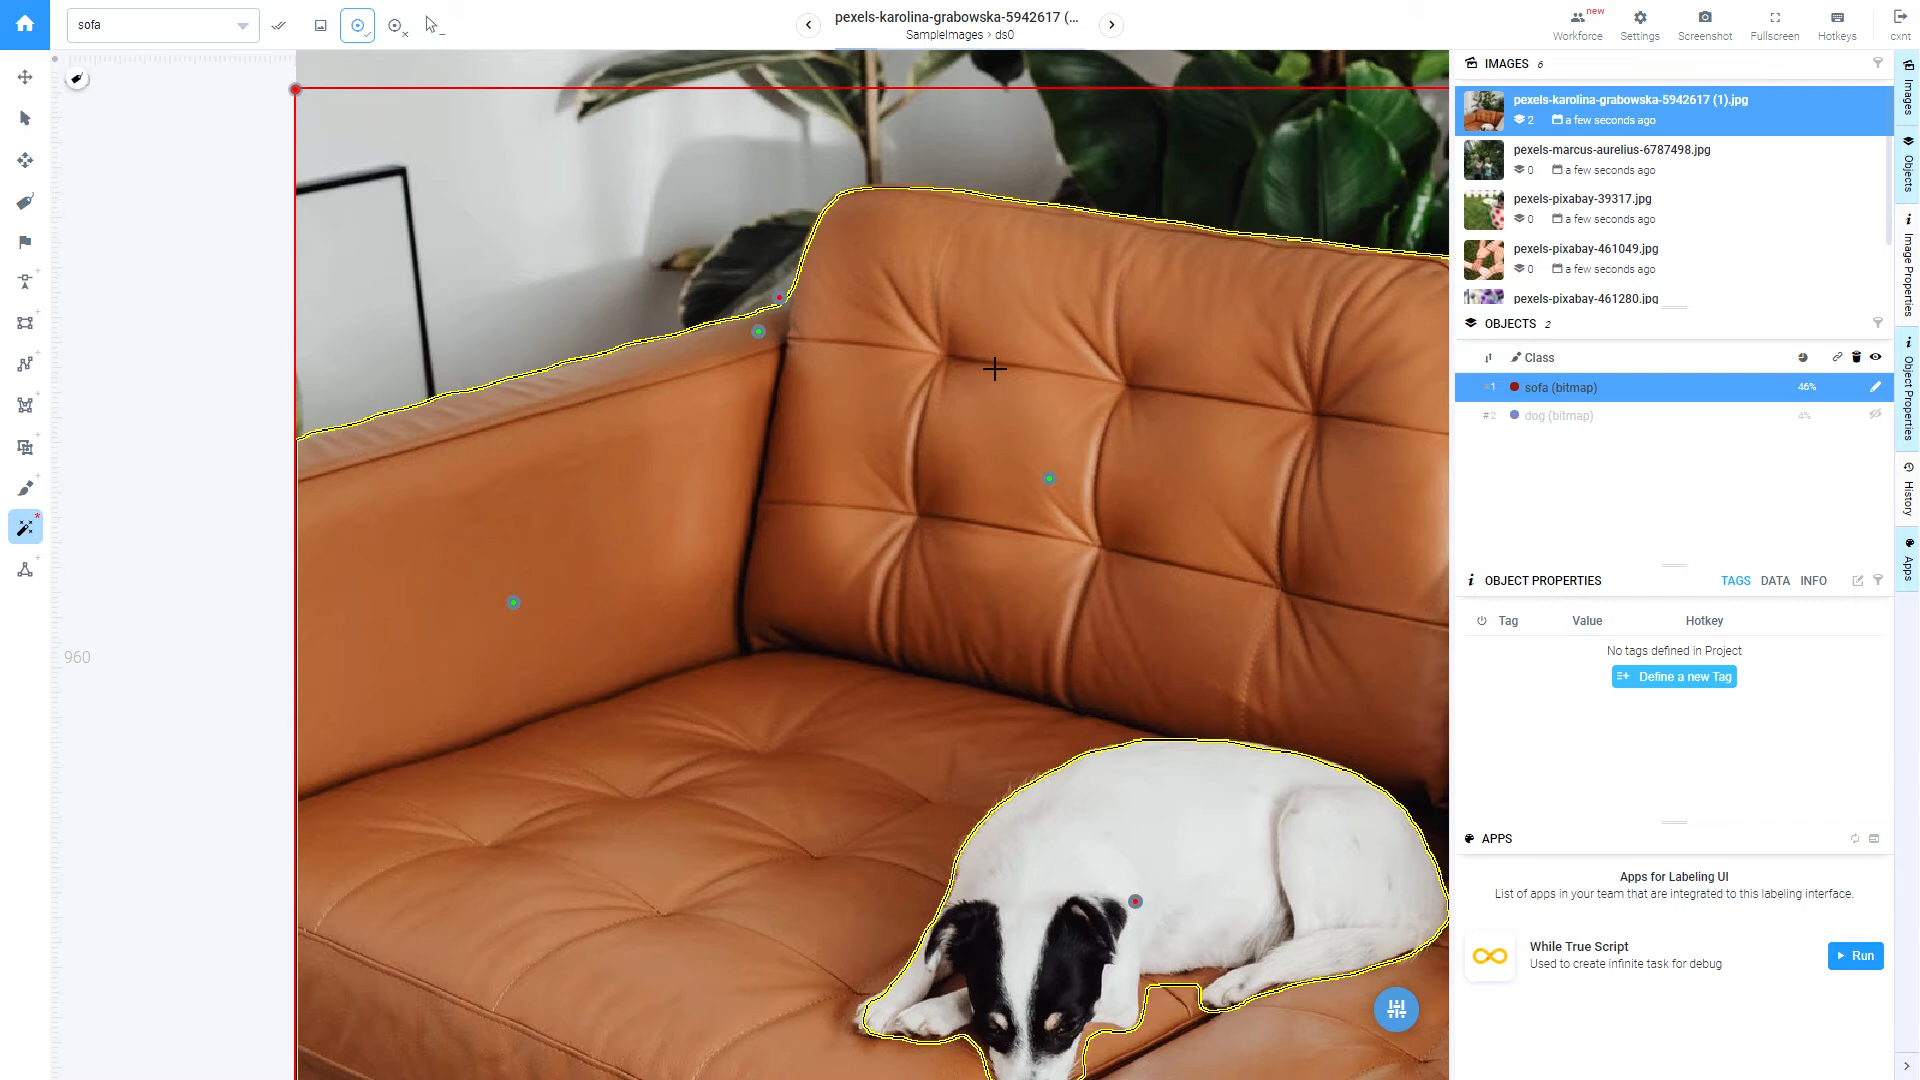 sofa
pexels-karolina-grabowska-5942617 (...
SampleImages › ds0
new
Workforce
Settings
Screenshot
Fullscreen
Hotkeys
cxnt
960
IMAGES 6
pexels-karolina-grabowska-5942617 (1).jpg
2 a few seconds ago
pexels-marcus-aurelius-6787498.jpg
0 a few seconds ago
pexels-pixabay-39317.jpg
0 a few seconds ago
pexels-pixabay-461049.jpg
0 a few seconds ago
pexels-pixabay-461280.jpg
OBJECTS 2
Class
#1 sofa (bitmap) 46%
#2 dog (bitmap) 4%
OBJECT PROPERTIES TAGS DATA INFO
Tag Value Hotkey
No tags defined in Project
Define a new Tag
APPS
Apps for Labeling UI
List of apps in your team that are integrated to this labeling interface.
While True Script
Used to create infinite task for debug
Run
Images
Objects
Image Properties
Object Properties
History
Apps